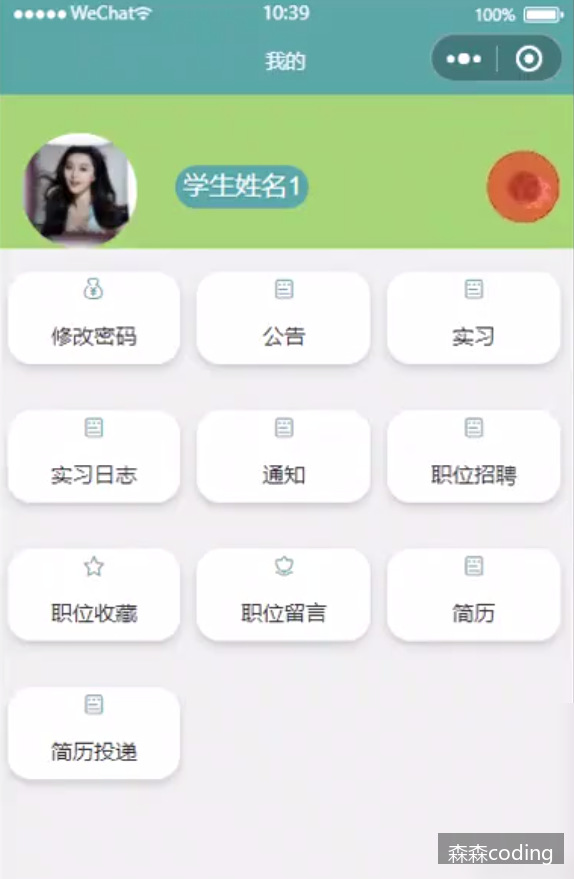 WeChat
10:39
100%
我的
学生姓名1
修改密码
公告
实习
实习日志
通知
职位招聘
职位收藏
职位留言
简历
简历投递
森森coding